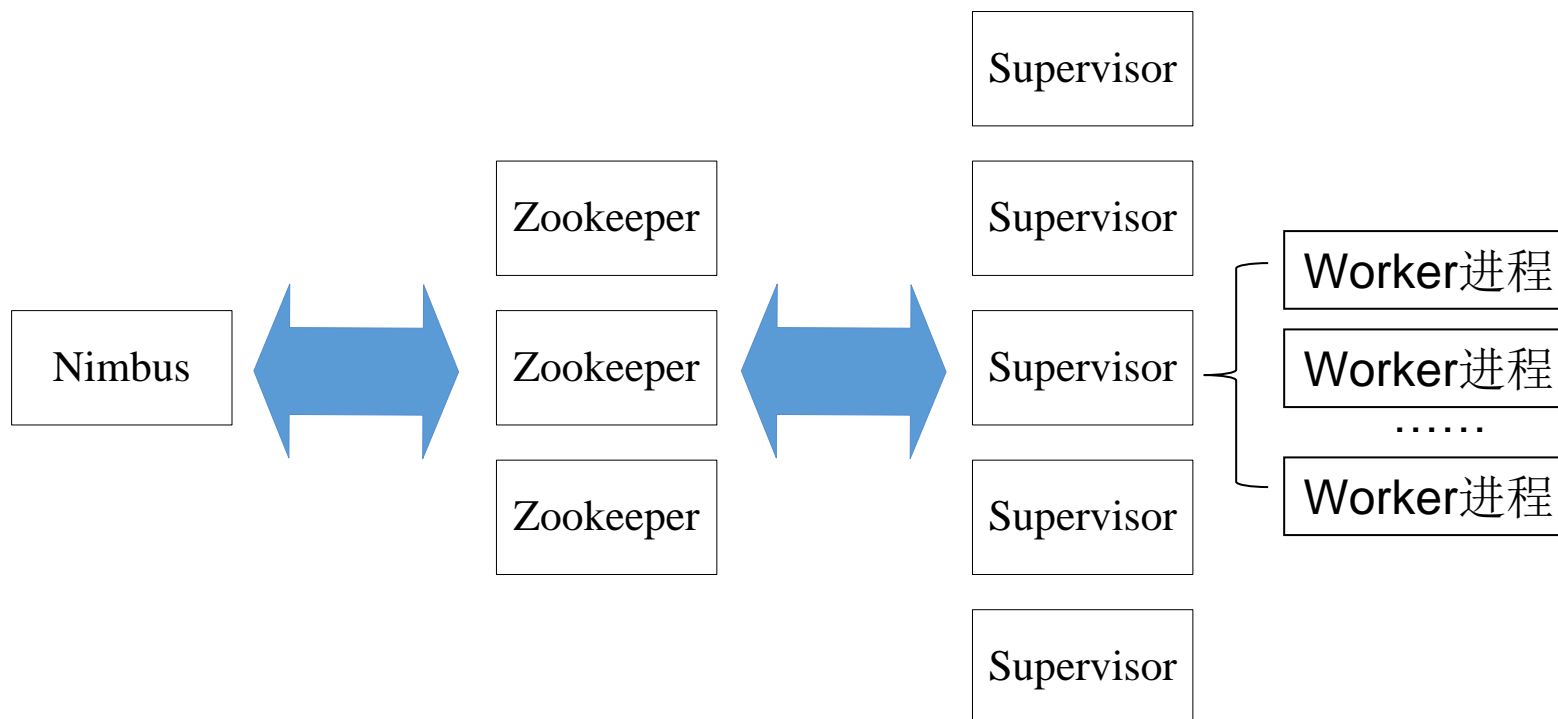 Nimbus
Zookeeper
Zookeeper
Zookeeper
Supervisor
Supervisor
Supervisor
Supervisor
Supervisor
Worker进程
Worker进程
……
Worker进程